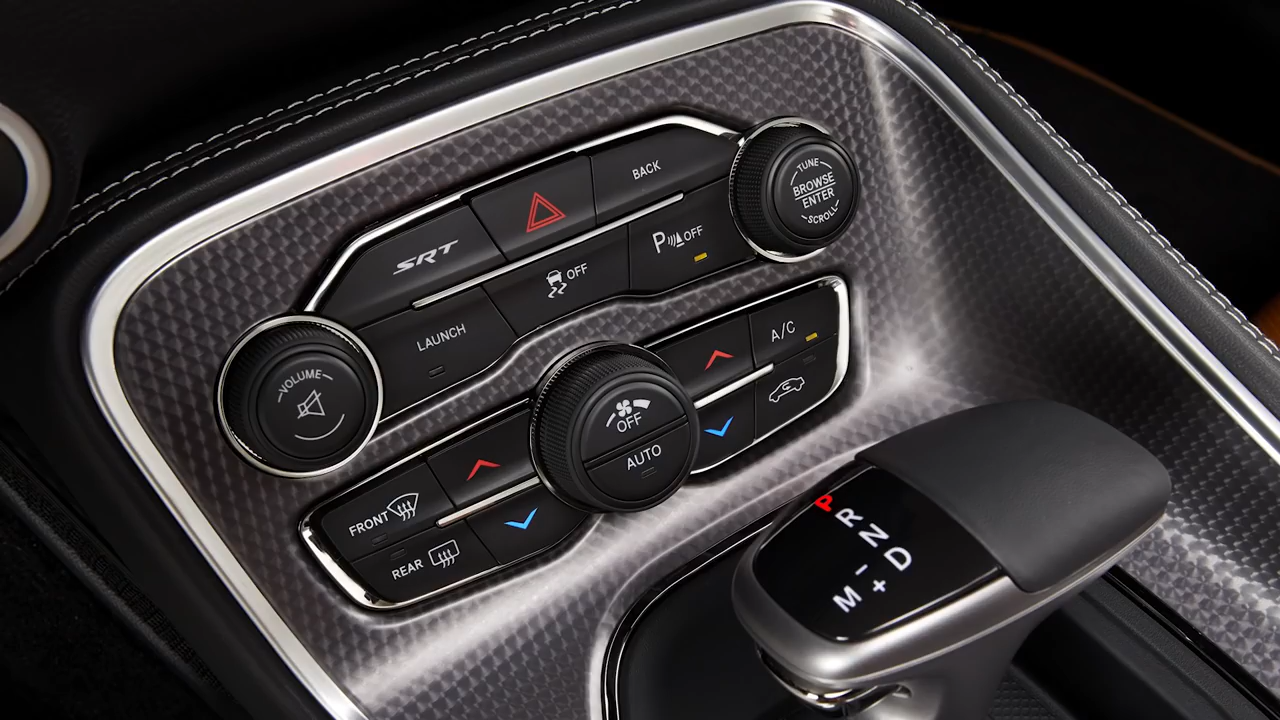 BACK
SRT
TUNE
BROWSE
ENTER
SCROLL
P OFF
OFF
LAUNCH
VOLUME
A/C
OFF
AUTO
FRONT
REAR
P
R
N
D
M
-
+